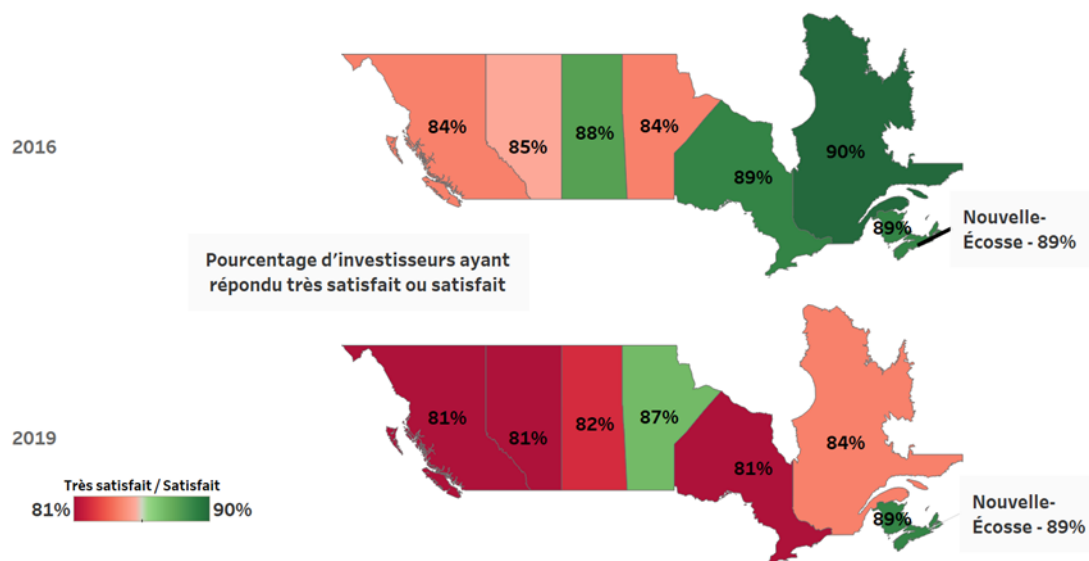 2016
84%
85%
88%
84%
89%
90%
89%
Nouvelle-
Écosse - 89%
Pourcentage d’investisseurs ayant
répondu très satisfait ou satisfait
2019
81%
81%
82%
87%
81%
84%
89%
Nouvelle-
Écosse - 89%
Très satisfait / Satisfait
81%
90%